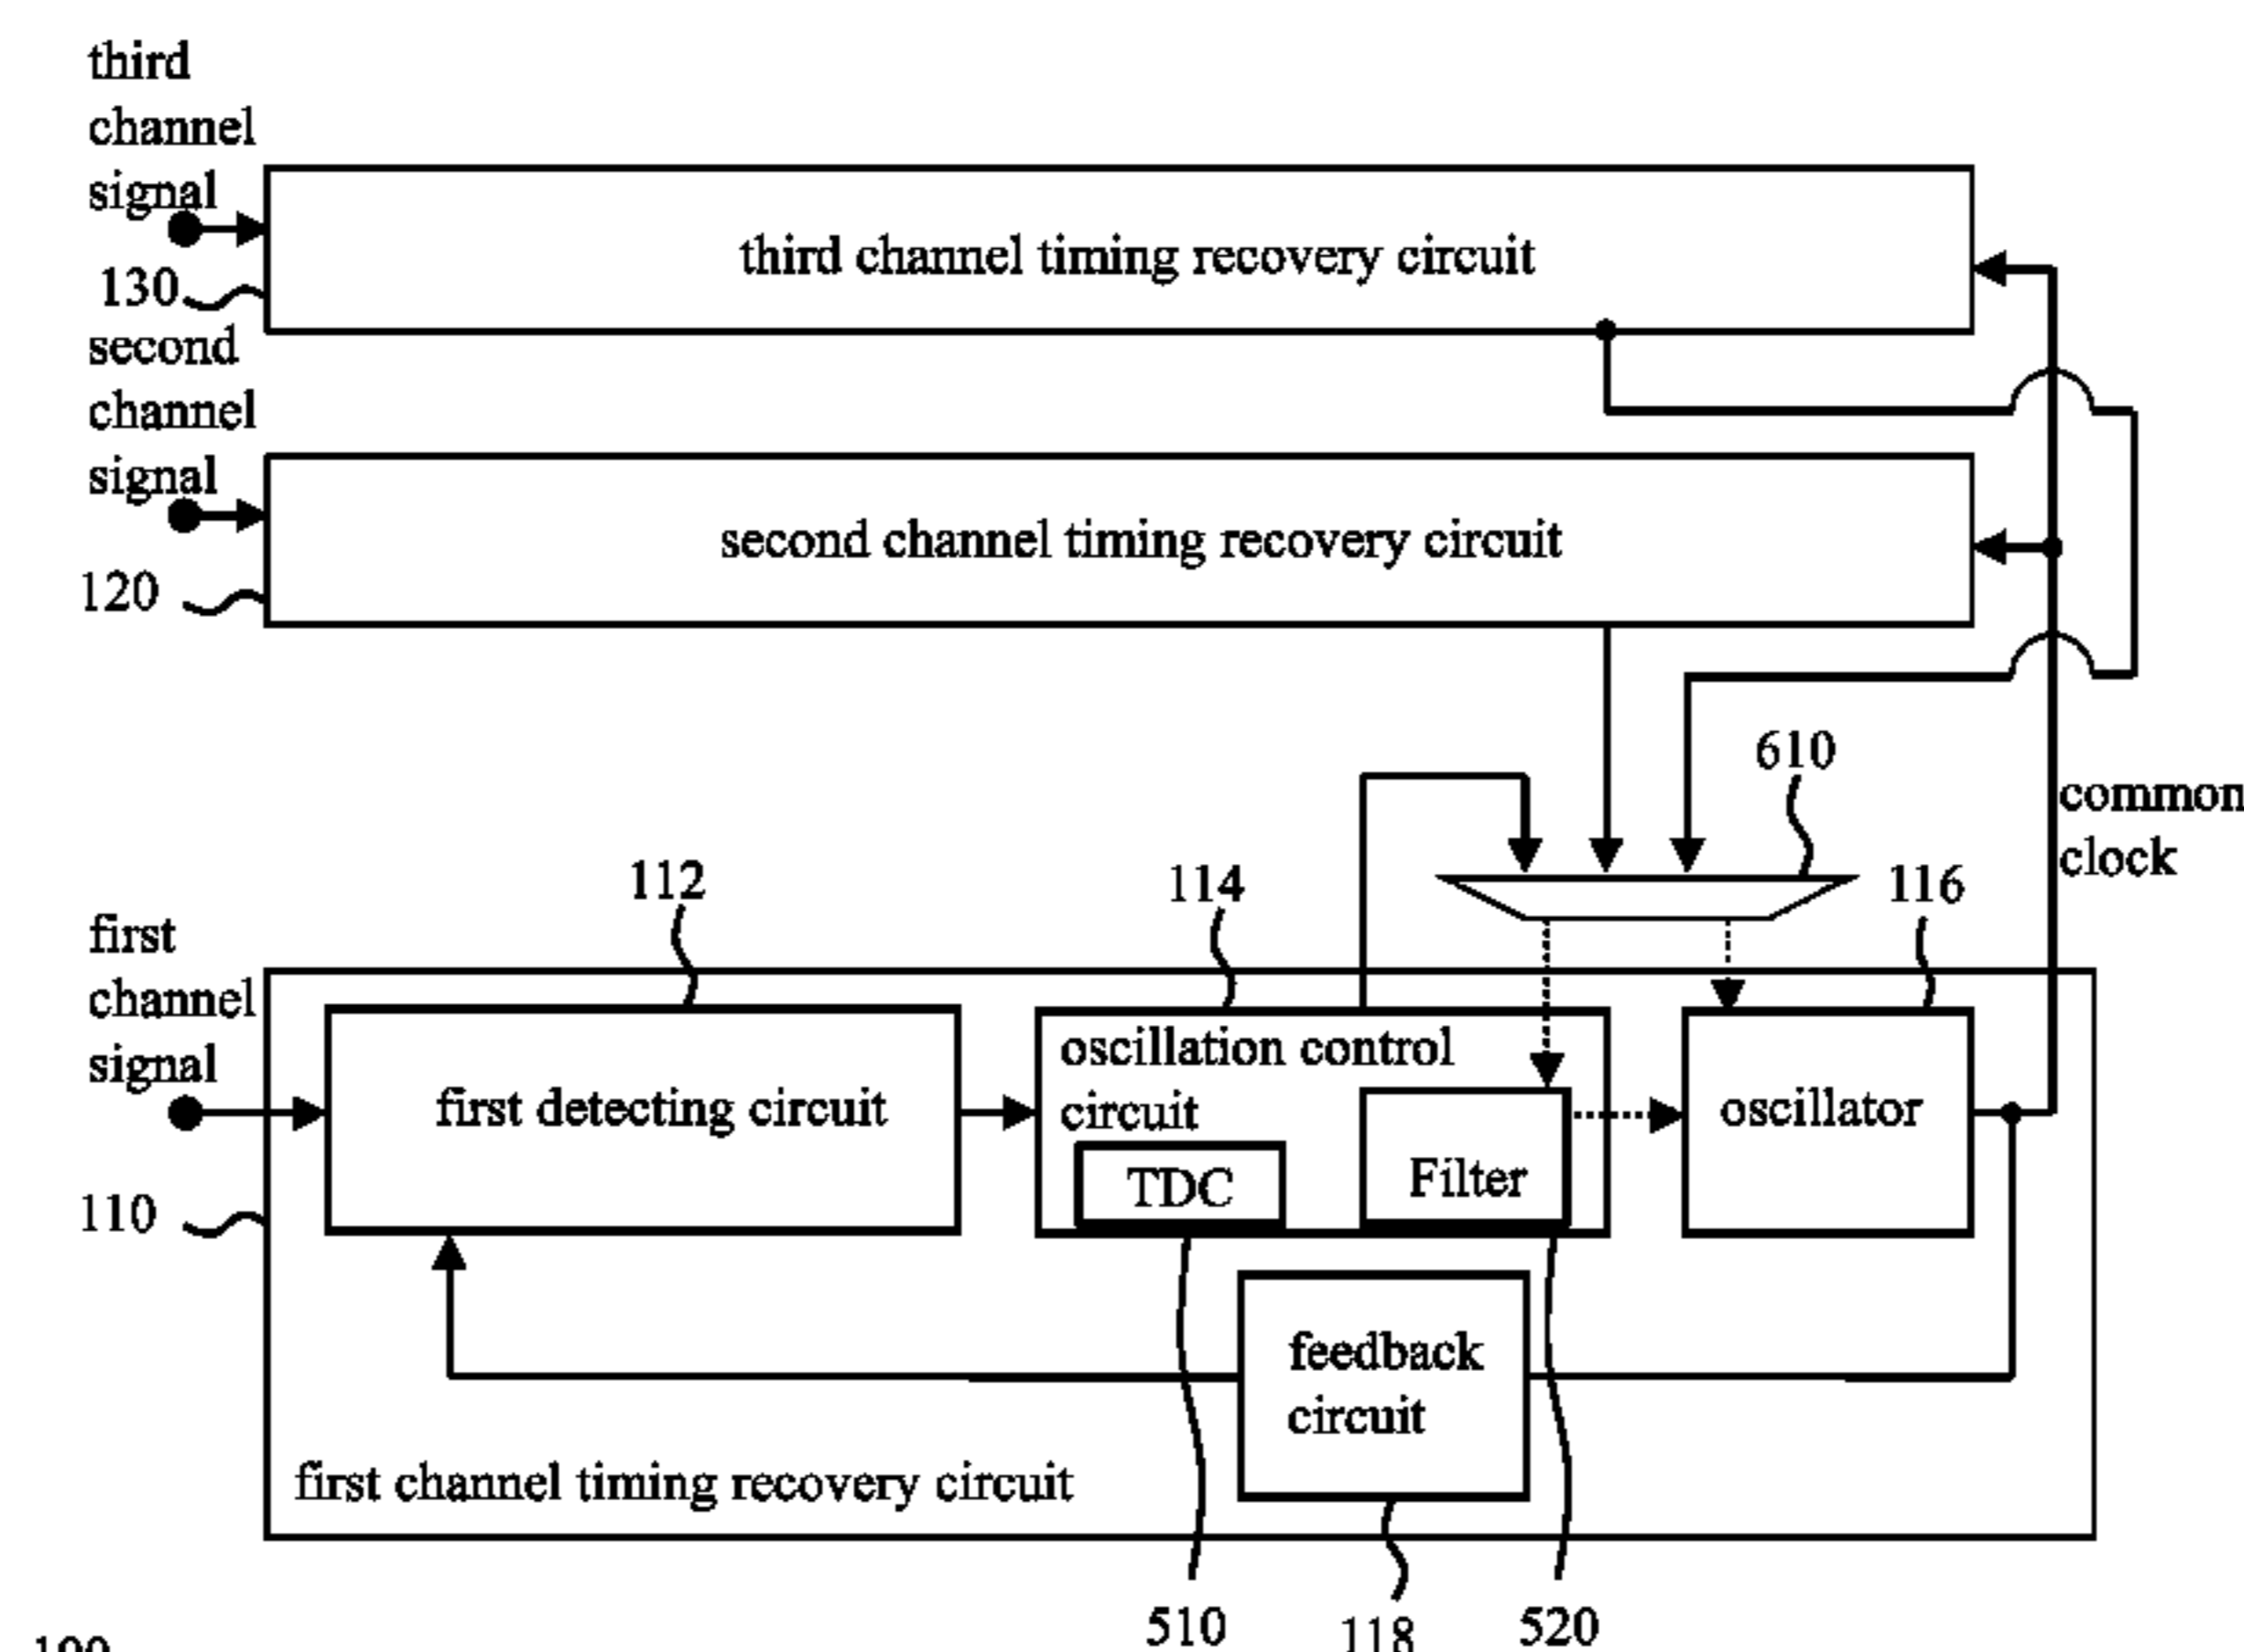 third
channel
signal
130
third channel timing recovery circuit
second
channel
signal
120
second channel timing recovery circuit
610
common
clock
112
114
116
first
channel
signal
110
first detecting circuit
oscillation control
circuit
TDC
Filter
oscillator
feedback
circuit
first channel timing recovery circuit
510
118
520